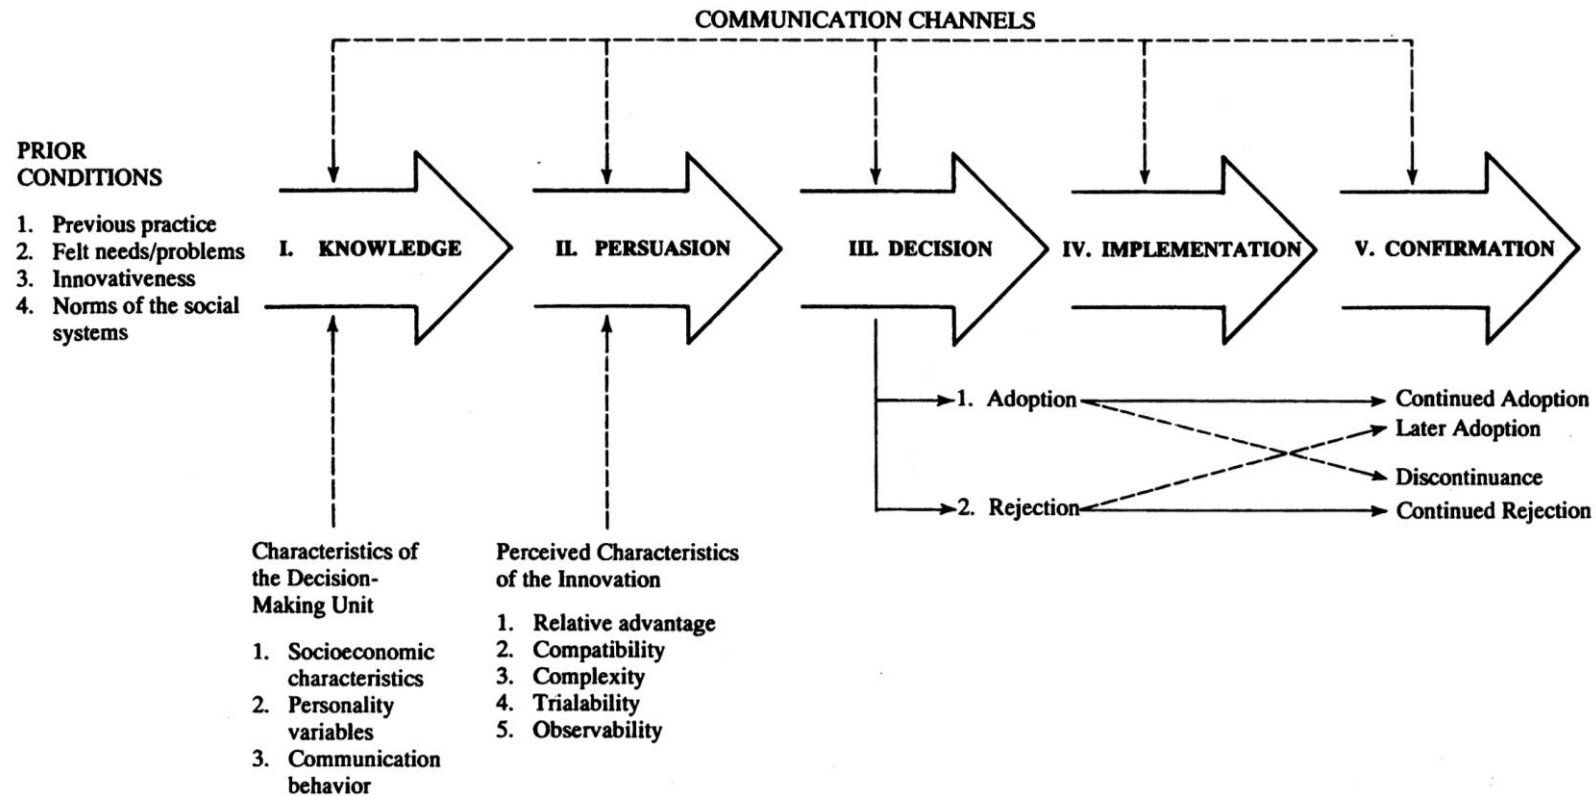 COMMUNICATION CHANNELS
PRIOR
CONDITIONS
1. Previous practice
2. Felt needs/problems
3. Innovativeness
4. Norms of the social
systems
I. KNOWLEDGE
II. PERSUASION
III. DECISION
IV. IMPLEMENTATION
V. CONFIRMATION
1. Adoption
2. Rejection
Continued Adoption
Later Adoption
Discontinuance
Continued Rejection
Characteristics of
the Decision-
Making Unit
1. Socioeconomic
characteristics
2. Personality
variables
3. Communication
behavior
Perceived Characteristics
of the Innovation
1. Relative advantage
2. Compatibility
3. Complexity
4. Trialability
5. Observability